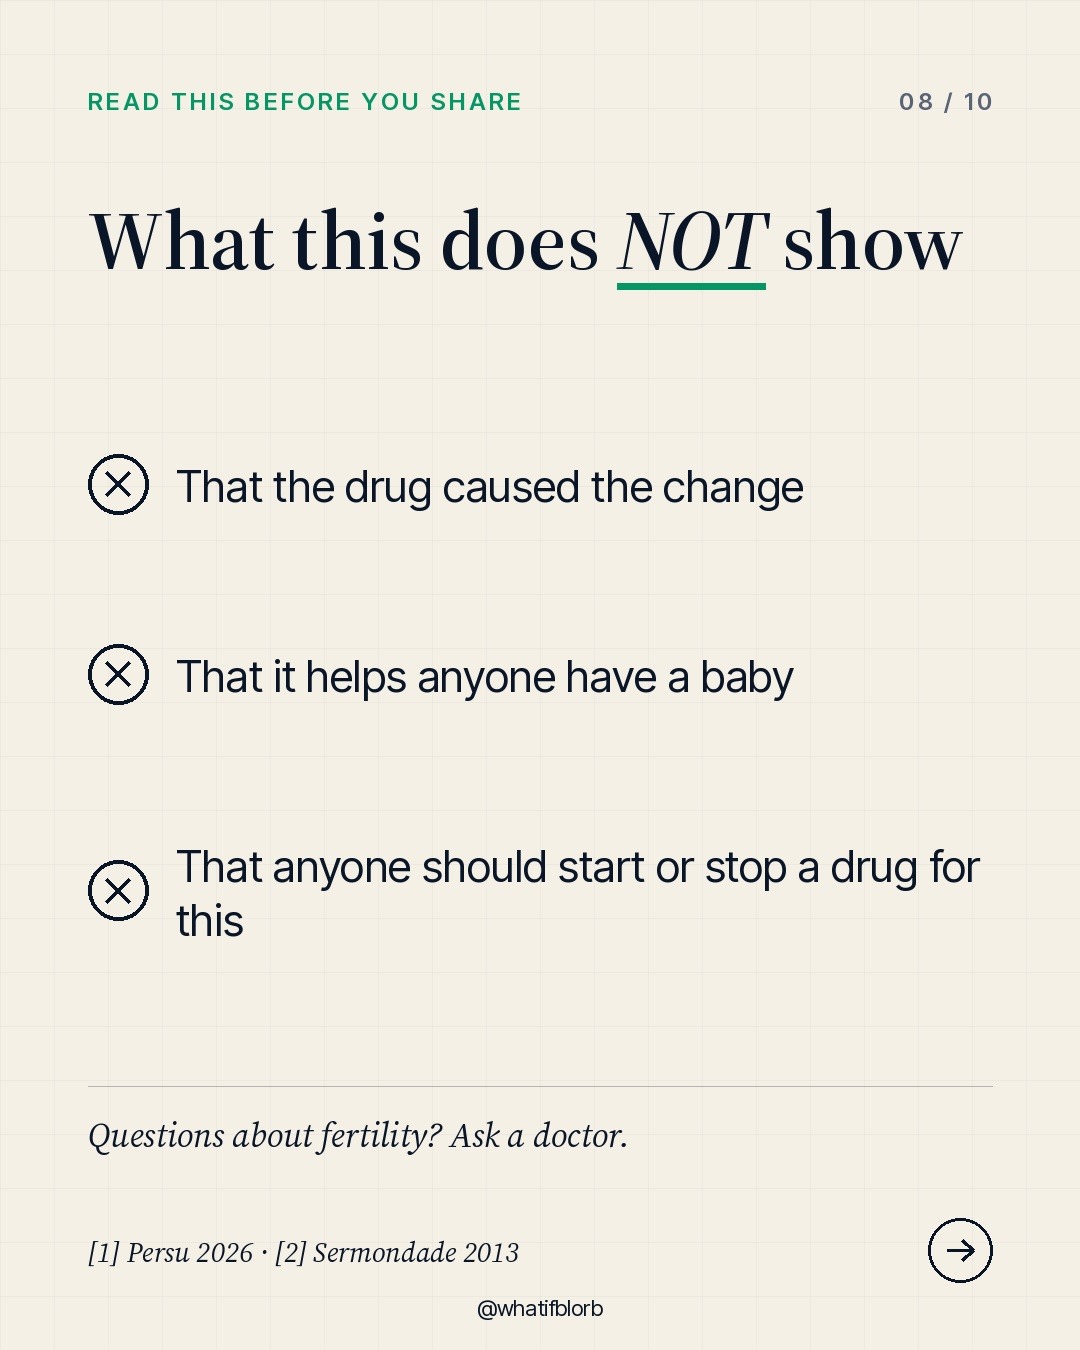 READ THIS BEFORE YOU SHARE
08 / 10
What this does NOT show
That the drug caused the change
That it helps anyone have a baby
That anyone should start or stop a drug for
this
Questions about fertility? Ask a doctor.
[1] Persu 2026 · [2] Sermondade 2013
@whatifblorb